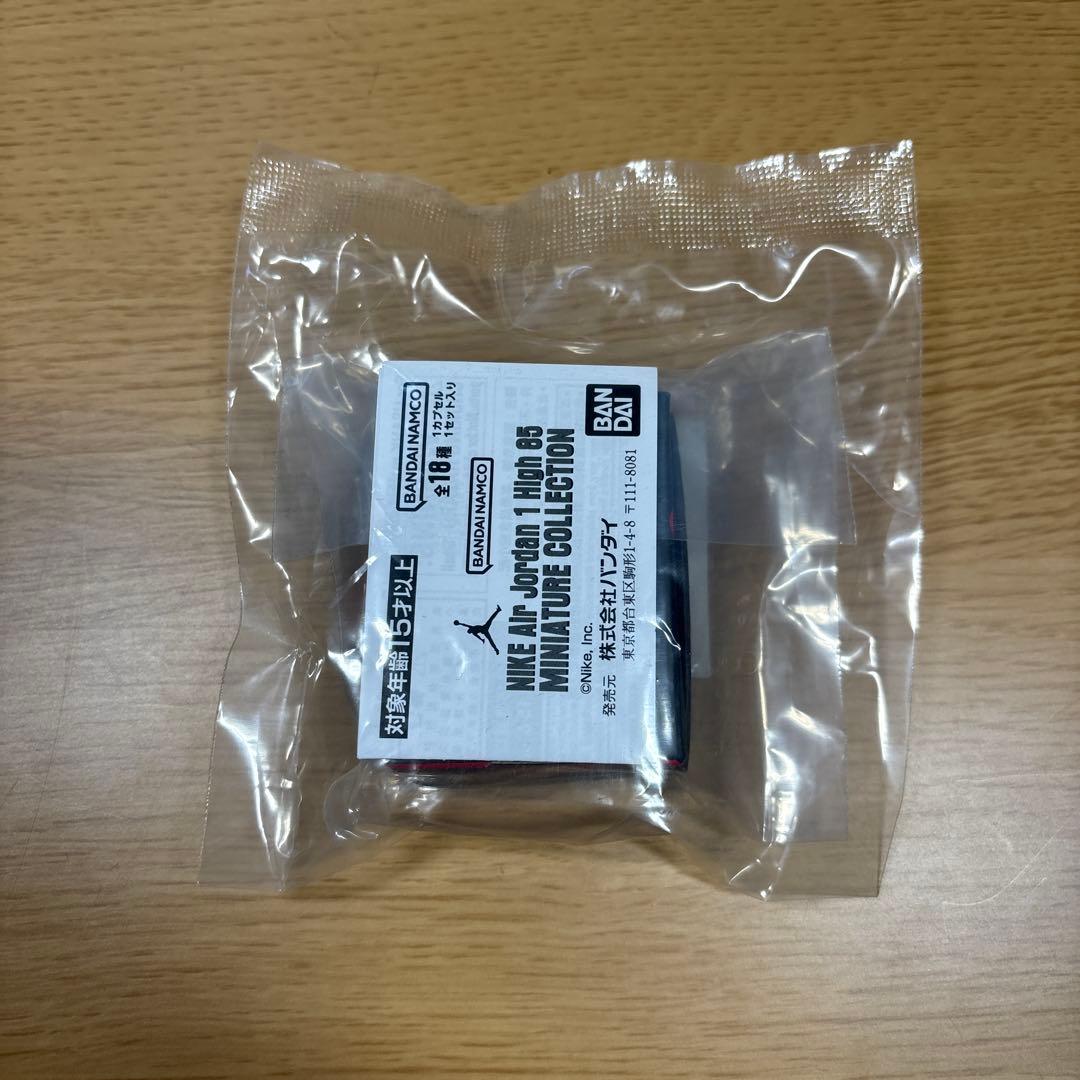 対象年齢15才以上
BANDAI NAMCO
全18種 1カプセル
1セット入り
BANDAI NAMCO
NIKE Air Jordan 1 High 85
MINIATURE COLLECTION
BAN
DAI
©Nike, Inc.
発売元 株式会社バンダイ
東京都台東区駒形1-4-8 〒111-8081